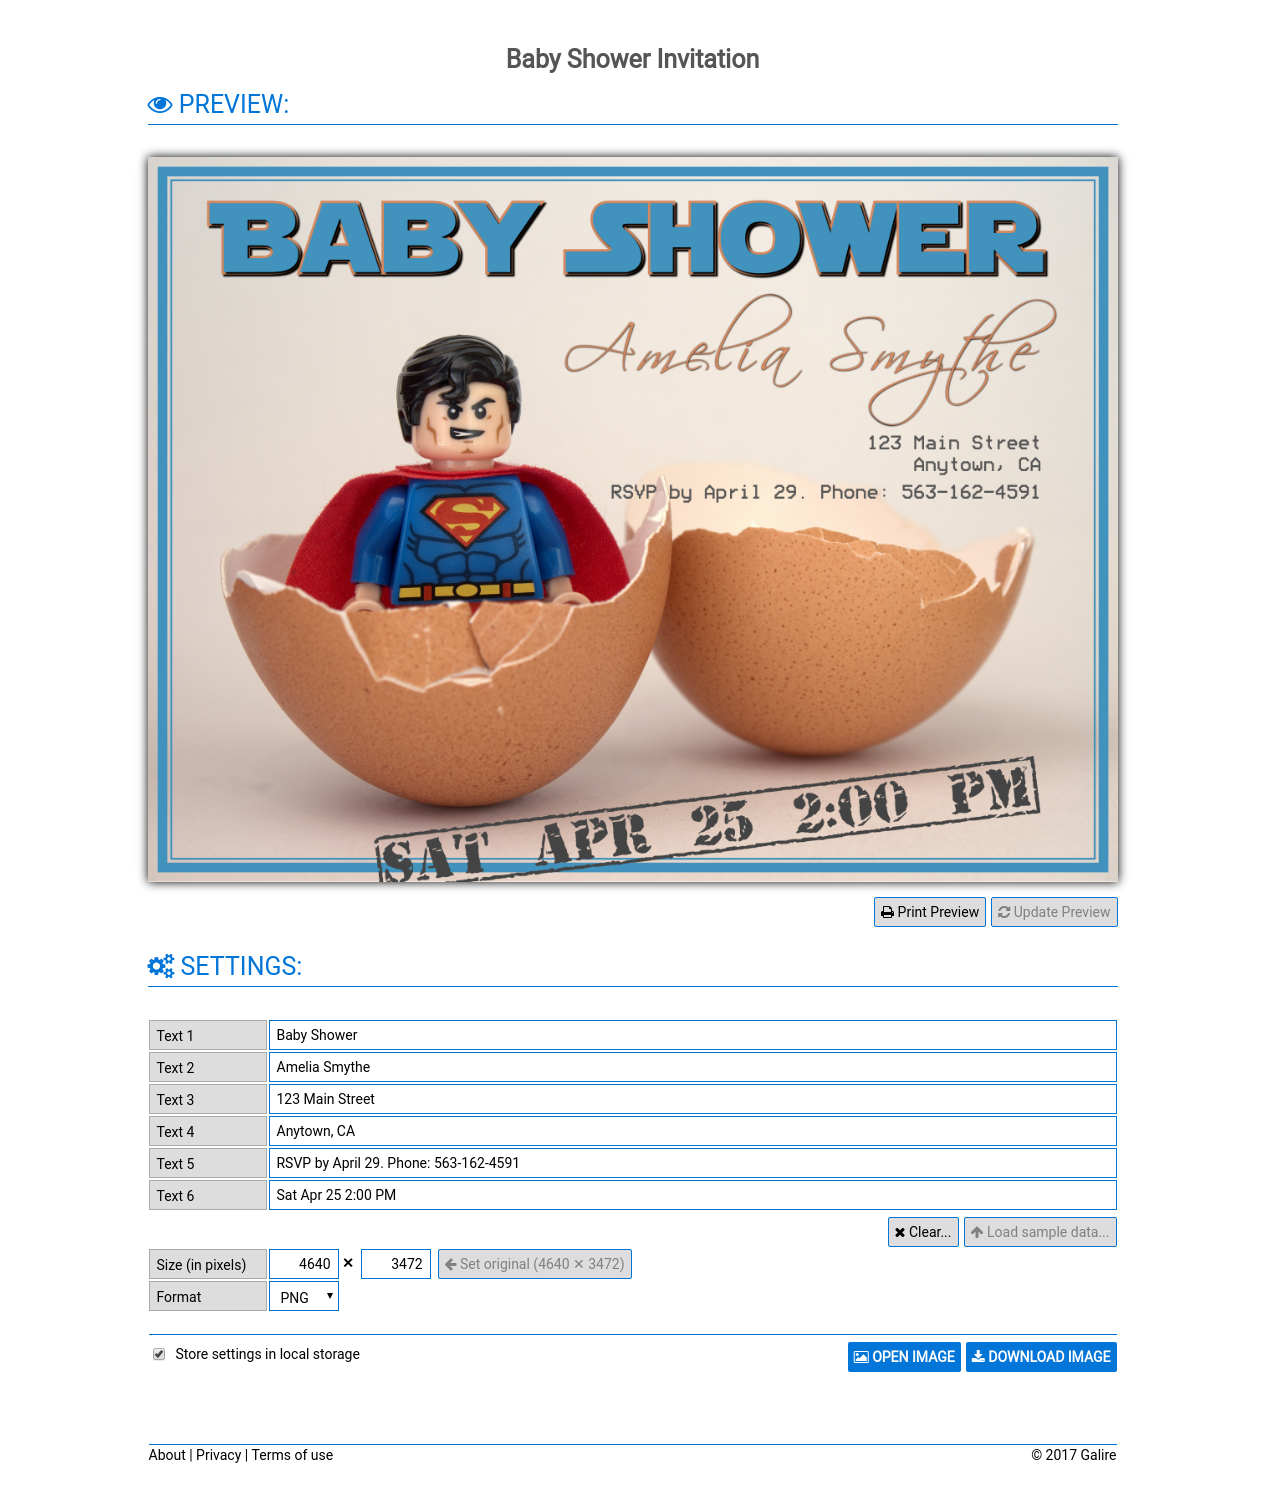 Baby Shower Invitation
PREVIEW:
BABY SHOWER
Amelia Smythe
123 Main Street
Anytown, CA
RSVP by April 29. Phone: 563-162-4591
SAT APR 25 2:00 PM
Print Preview Update Preview
SETTINGS:
Text 1 Baby Shower
Text 2 Amelia Smythe
Text 3 123 Main Street
Text 4 Anytown, CA
Text 5 RSVP by April 29. Phone: 563-162-4591
Text 6 Sat Apr 25 2:00 PM
Clear... Load sample data...
Size (in pixels) 4640 × 3472 Set original (4640 × 3472)
Format PNG
Store settings in local storage OPEN IMAGE DOWNLOAD IMAGE
About | Privacy | Terms of use © 2017 Galire